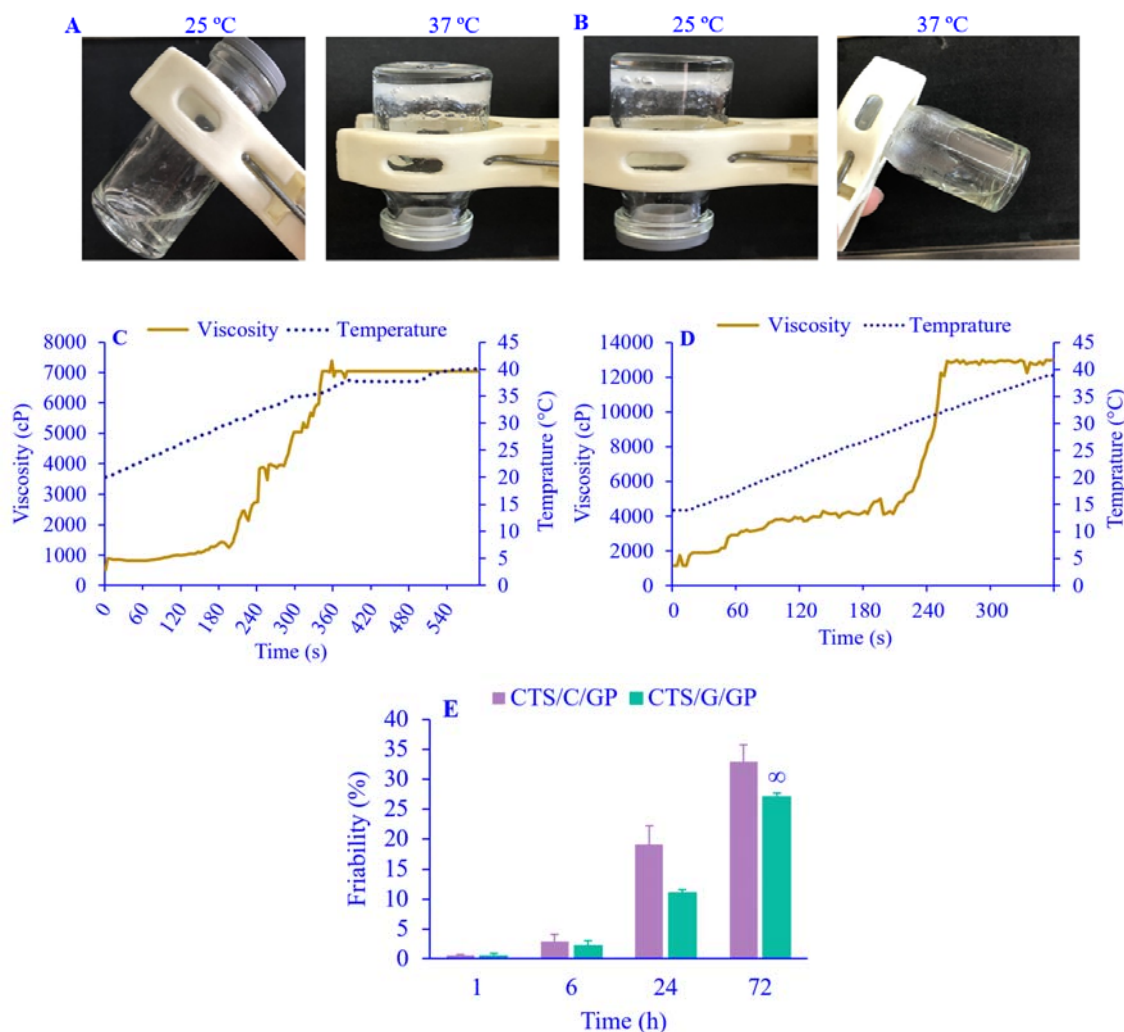 A 25 ºC 37 ºC B 25 ºC 37 ºC
Viscosity Temperature
C
8000
7000
6000
5000
4000
3000
2000
1000
0
Viscosity (cP)
45
40
35
30
25
20
15
10
5
0
Temprature (°C)
0 60 120 180 240 300 360 420 480 540
Time (s)
Viscosity Temprature
D
14000
12000
10000
8000
6000
4000
2000
0
Viscosity (cP)
45
40
35
30
25
20
15
10
5
0
Temprature (°C)
0 60 120 180 240 300
Time (s)
E CTS/C/GP CTS/G/GP
40
35
30
25
20
15
10
5
0
Friability (%)
∞
1 6 24 72
Time (h)